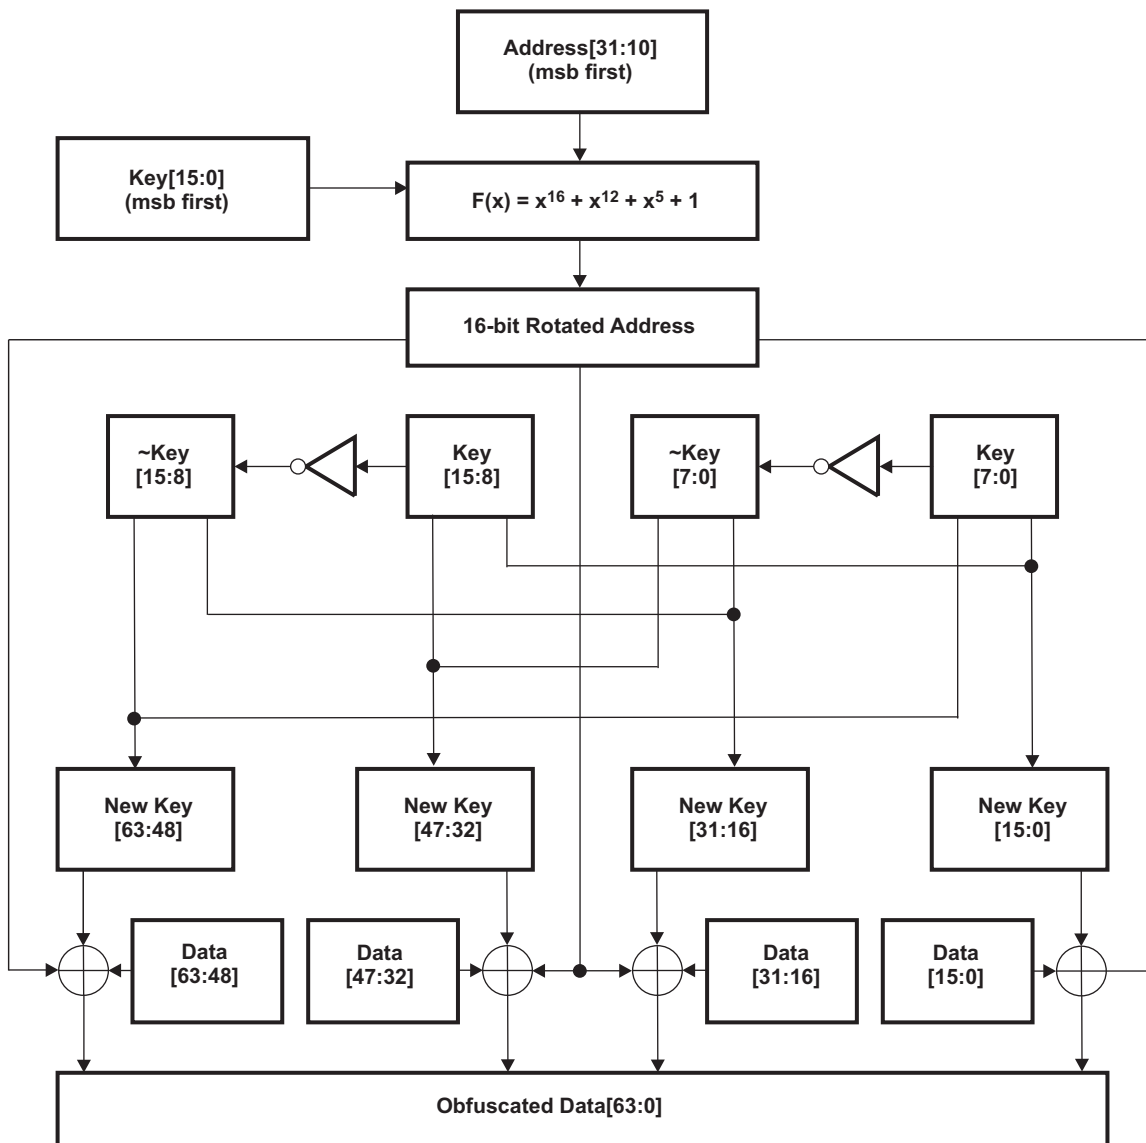 Address[31:10]
(msb first)
Key[15:0]
(msb first)
F(x) = x¹⁶ + x¹² + x⁵ + 1
16-bit Rotated Address
~Key
[15:8]
Key
[15:8]
~Key
[7:0]
Key
[7:0]
New Key
[63:48]
New Key
[47:32]
New Key
[31:16]
New Key
[15:0]
Data
[63:48]
Data
[47:32]
Data
[31:16]
Data
[15:0]
Obfuscated Data[63:0]